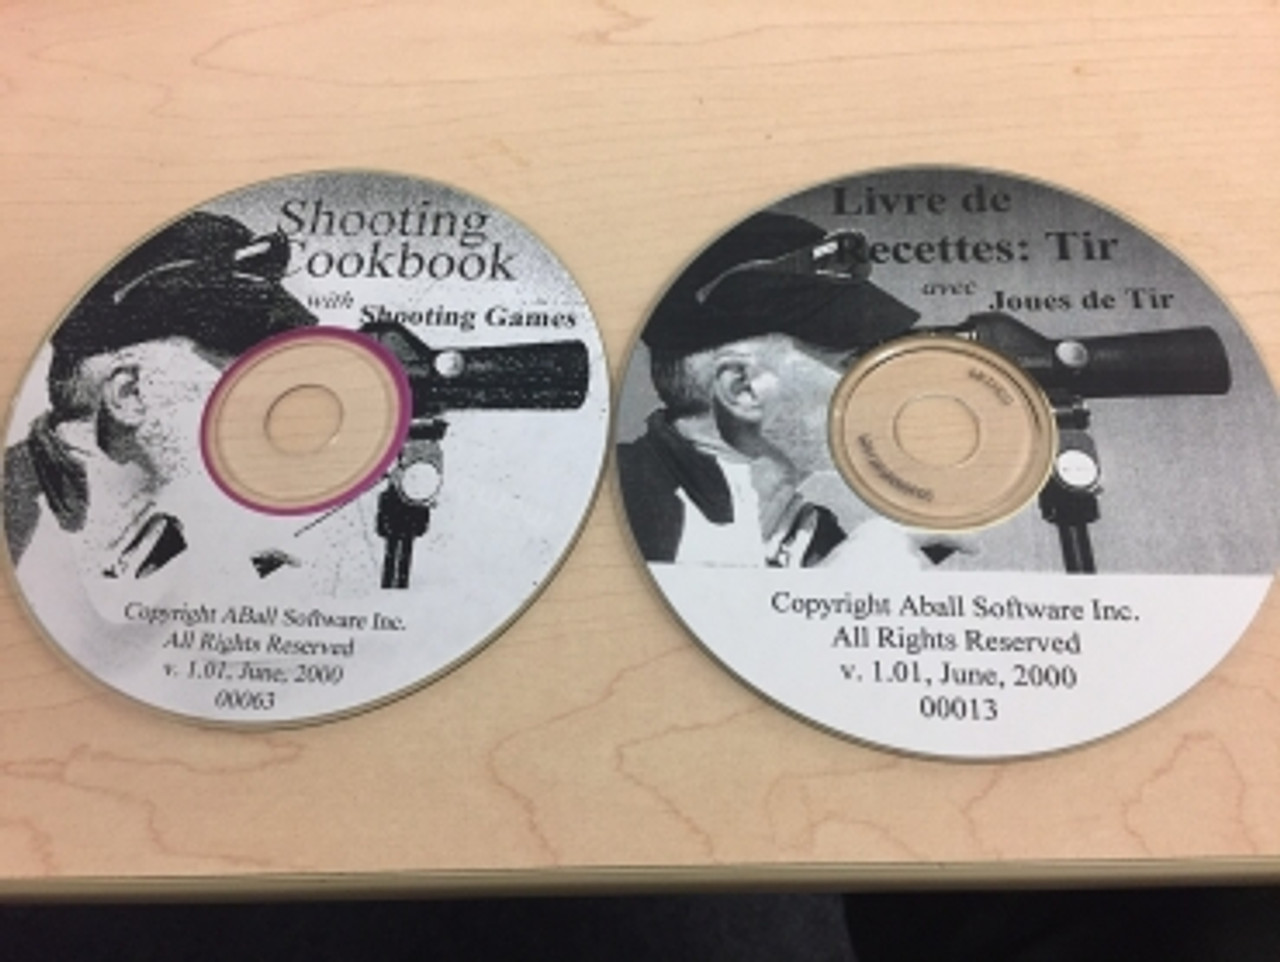 Shooting
Cookbook
with Shooting Games
Copyright ABall Software Inc.
All Rights Reserved
v. 1.01, June, 2000
00063
Livre de
Recettes: Tir
avec Joues de Tir
Copyright Aball Software Inc.
All Rights Reserved
v. 1.01, June, 2000
00013